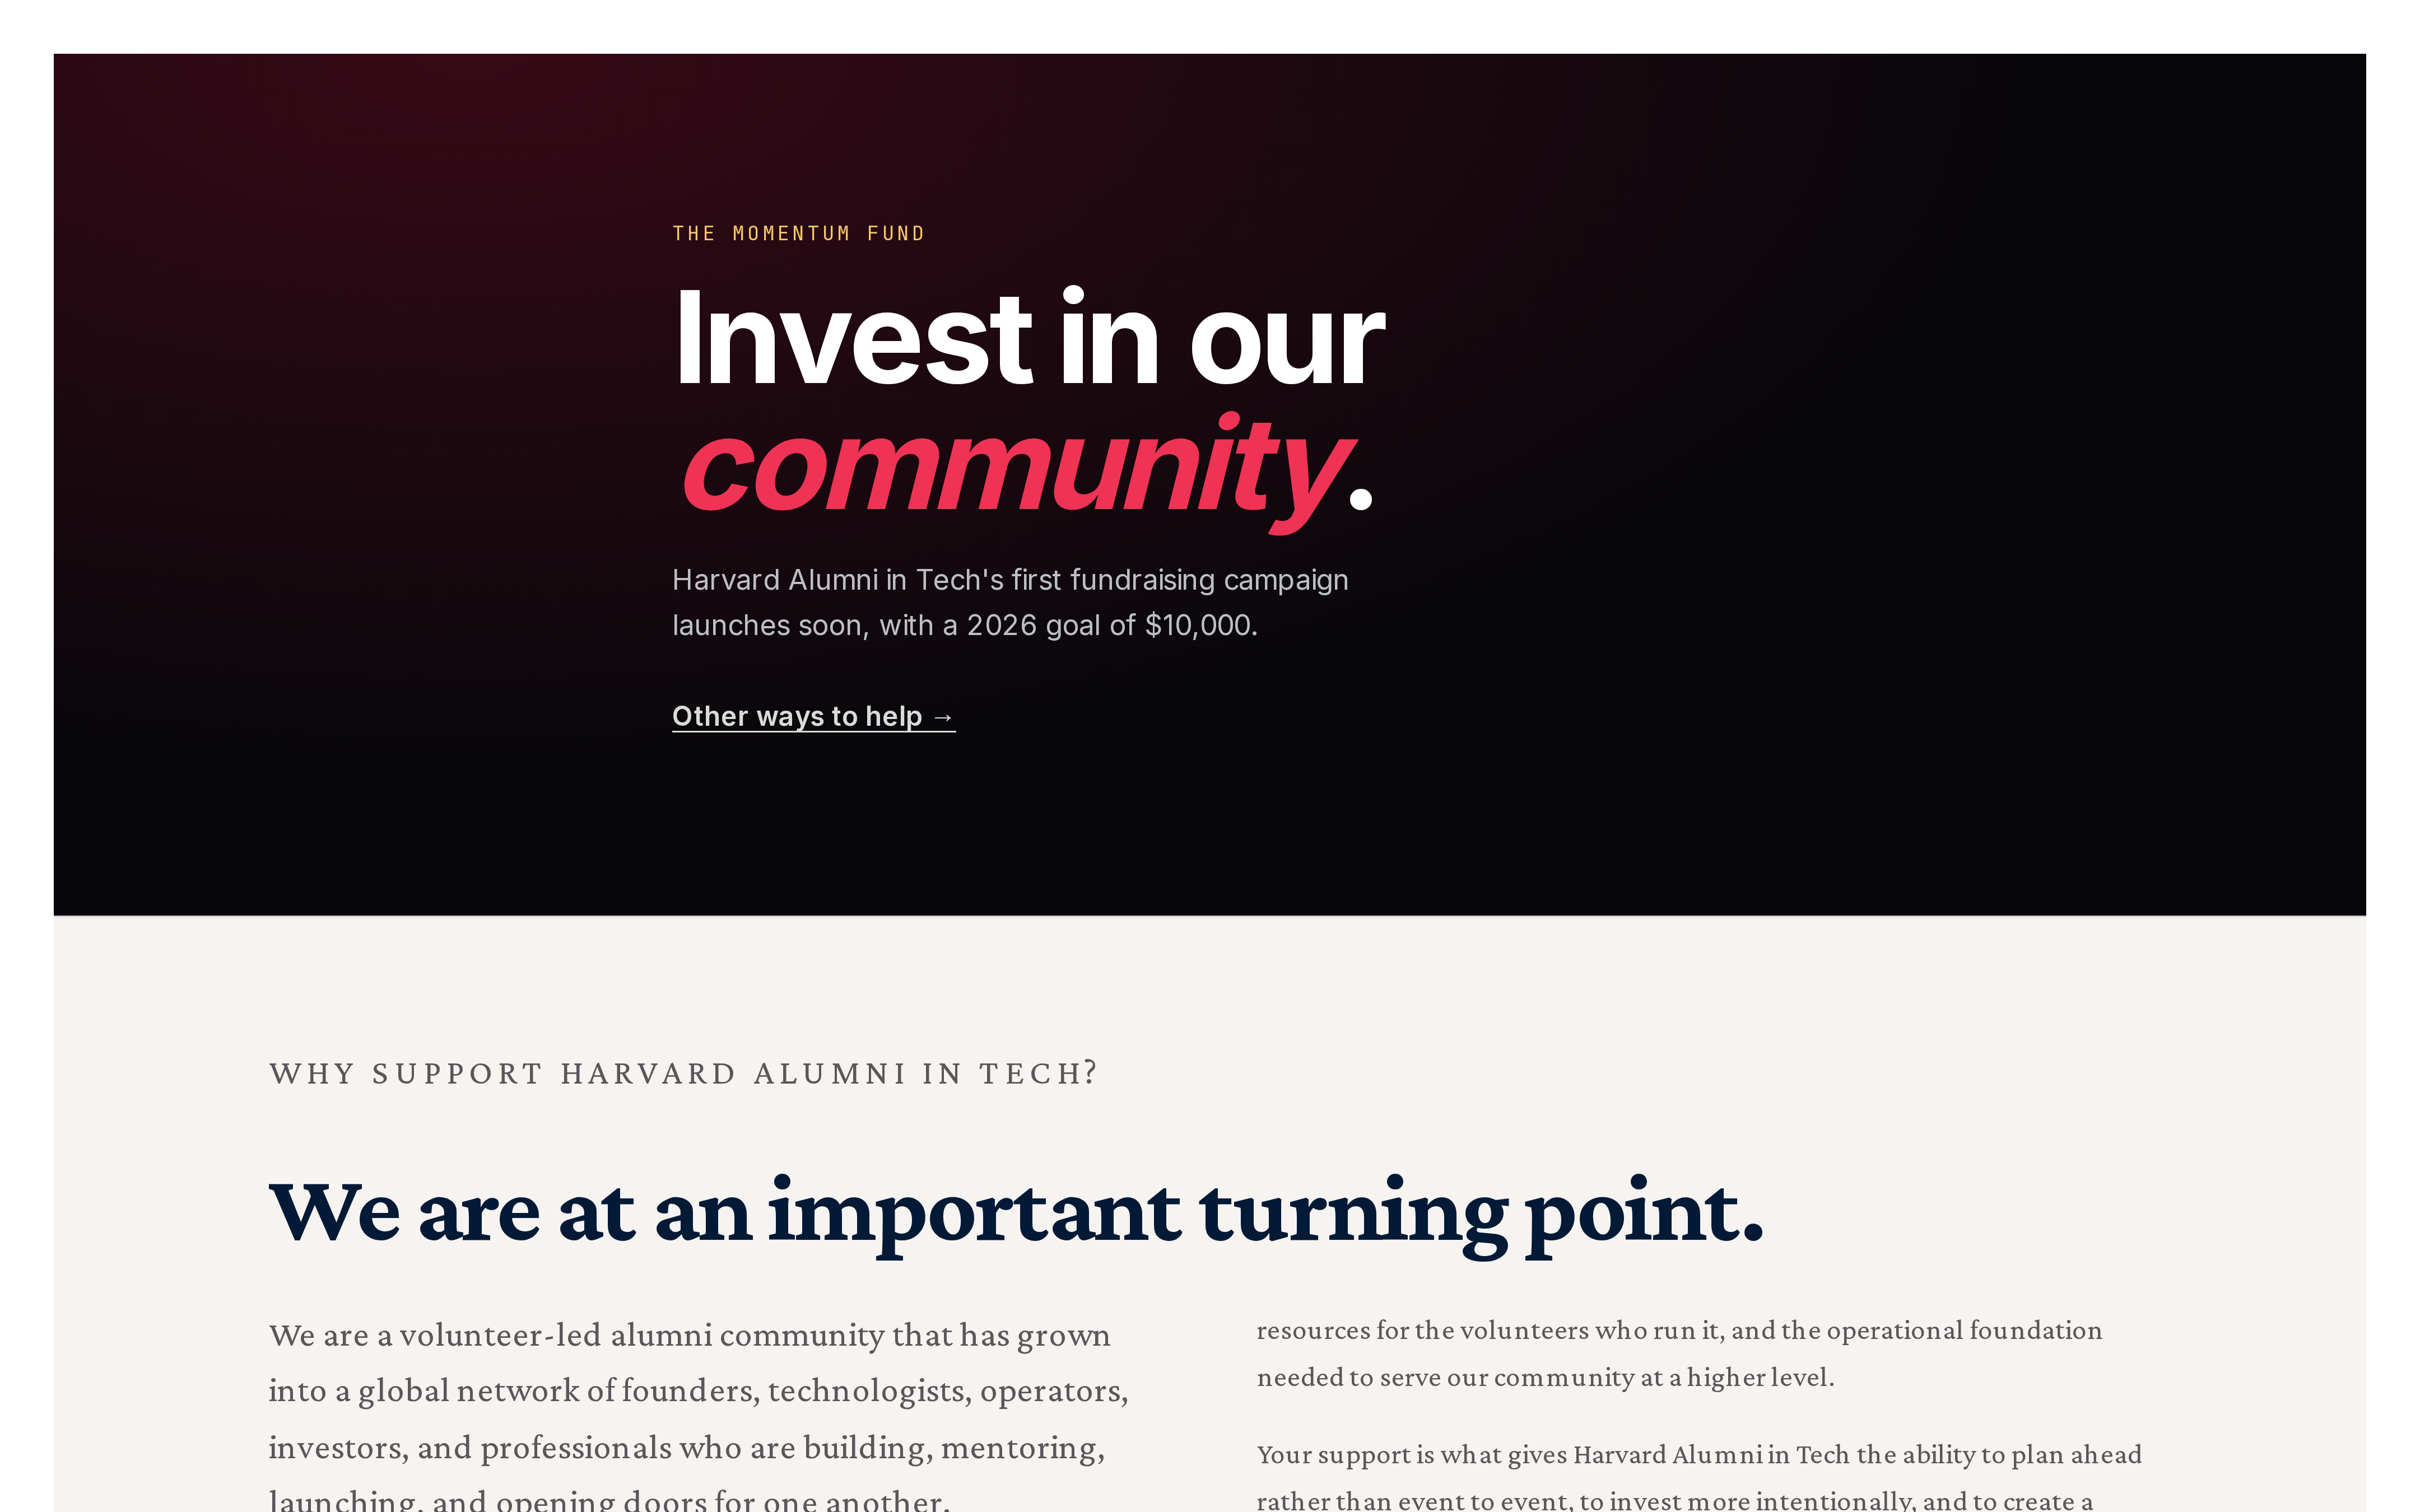 THE MOMENTUM FUND
Invest in our
community.
Harvard Alumni in Tech's first fundraising campaign
launches soon, with a 2026 goal of $10,000.
Other ways to help →
WHY SUPPORT HARVARD ALUMNI IN TECH?
We are at an important turning point.
We are a volunteer-led alumni community that has grown
into a global network of founders, technologists, operators,
investors, and professionals who are building, mentoring,
launching, and opening doors for one another.
resources for the volunteers who run it, and the operational foundation
needed to serve our community at a higher level.
Your support is what gives Harvard Alumni in Tech the ability to plan ahead
rather than event to event, to invest more intentionally, and to create a